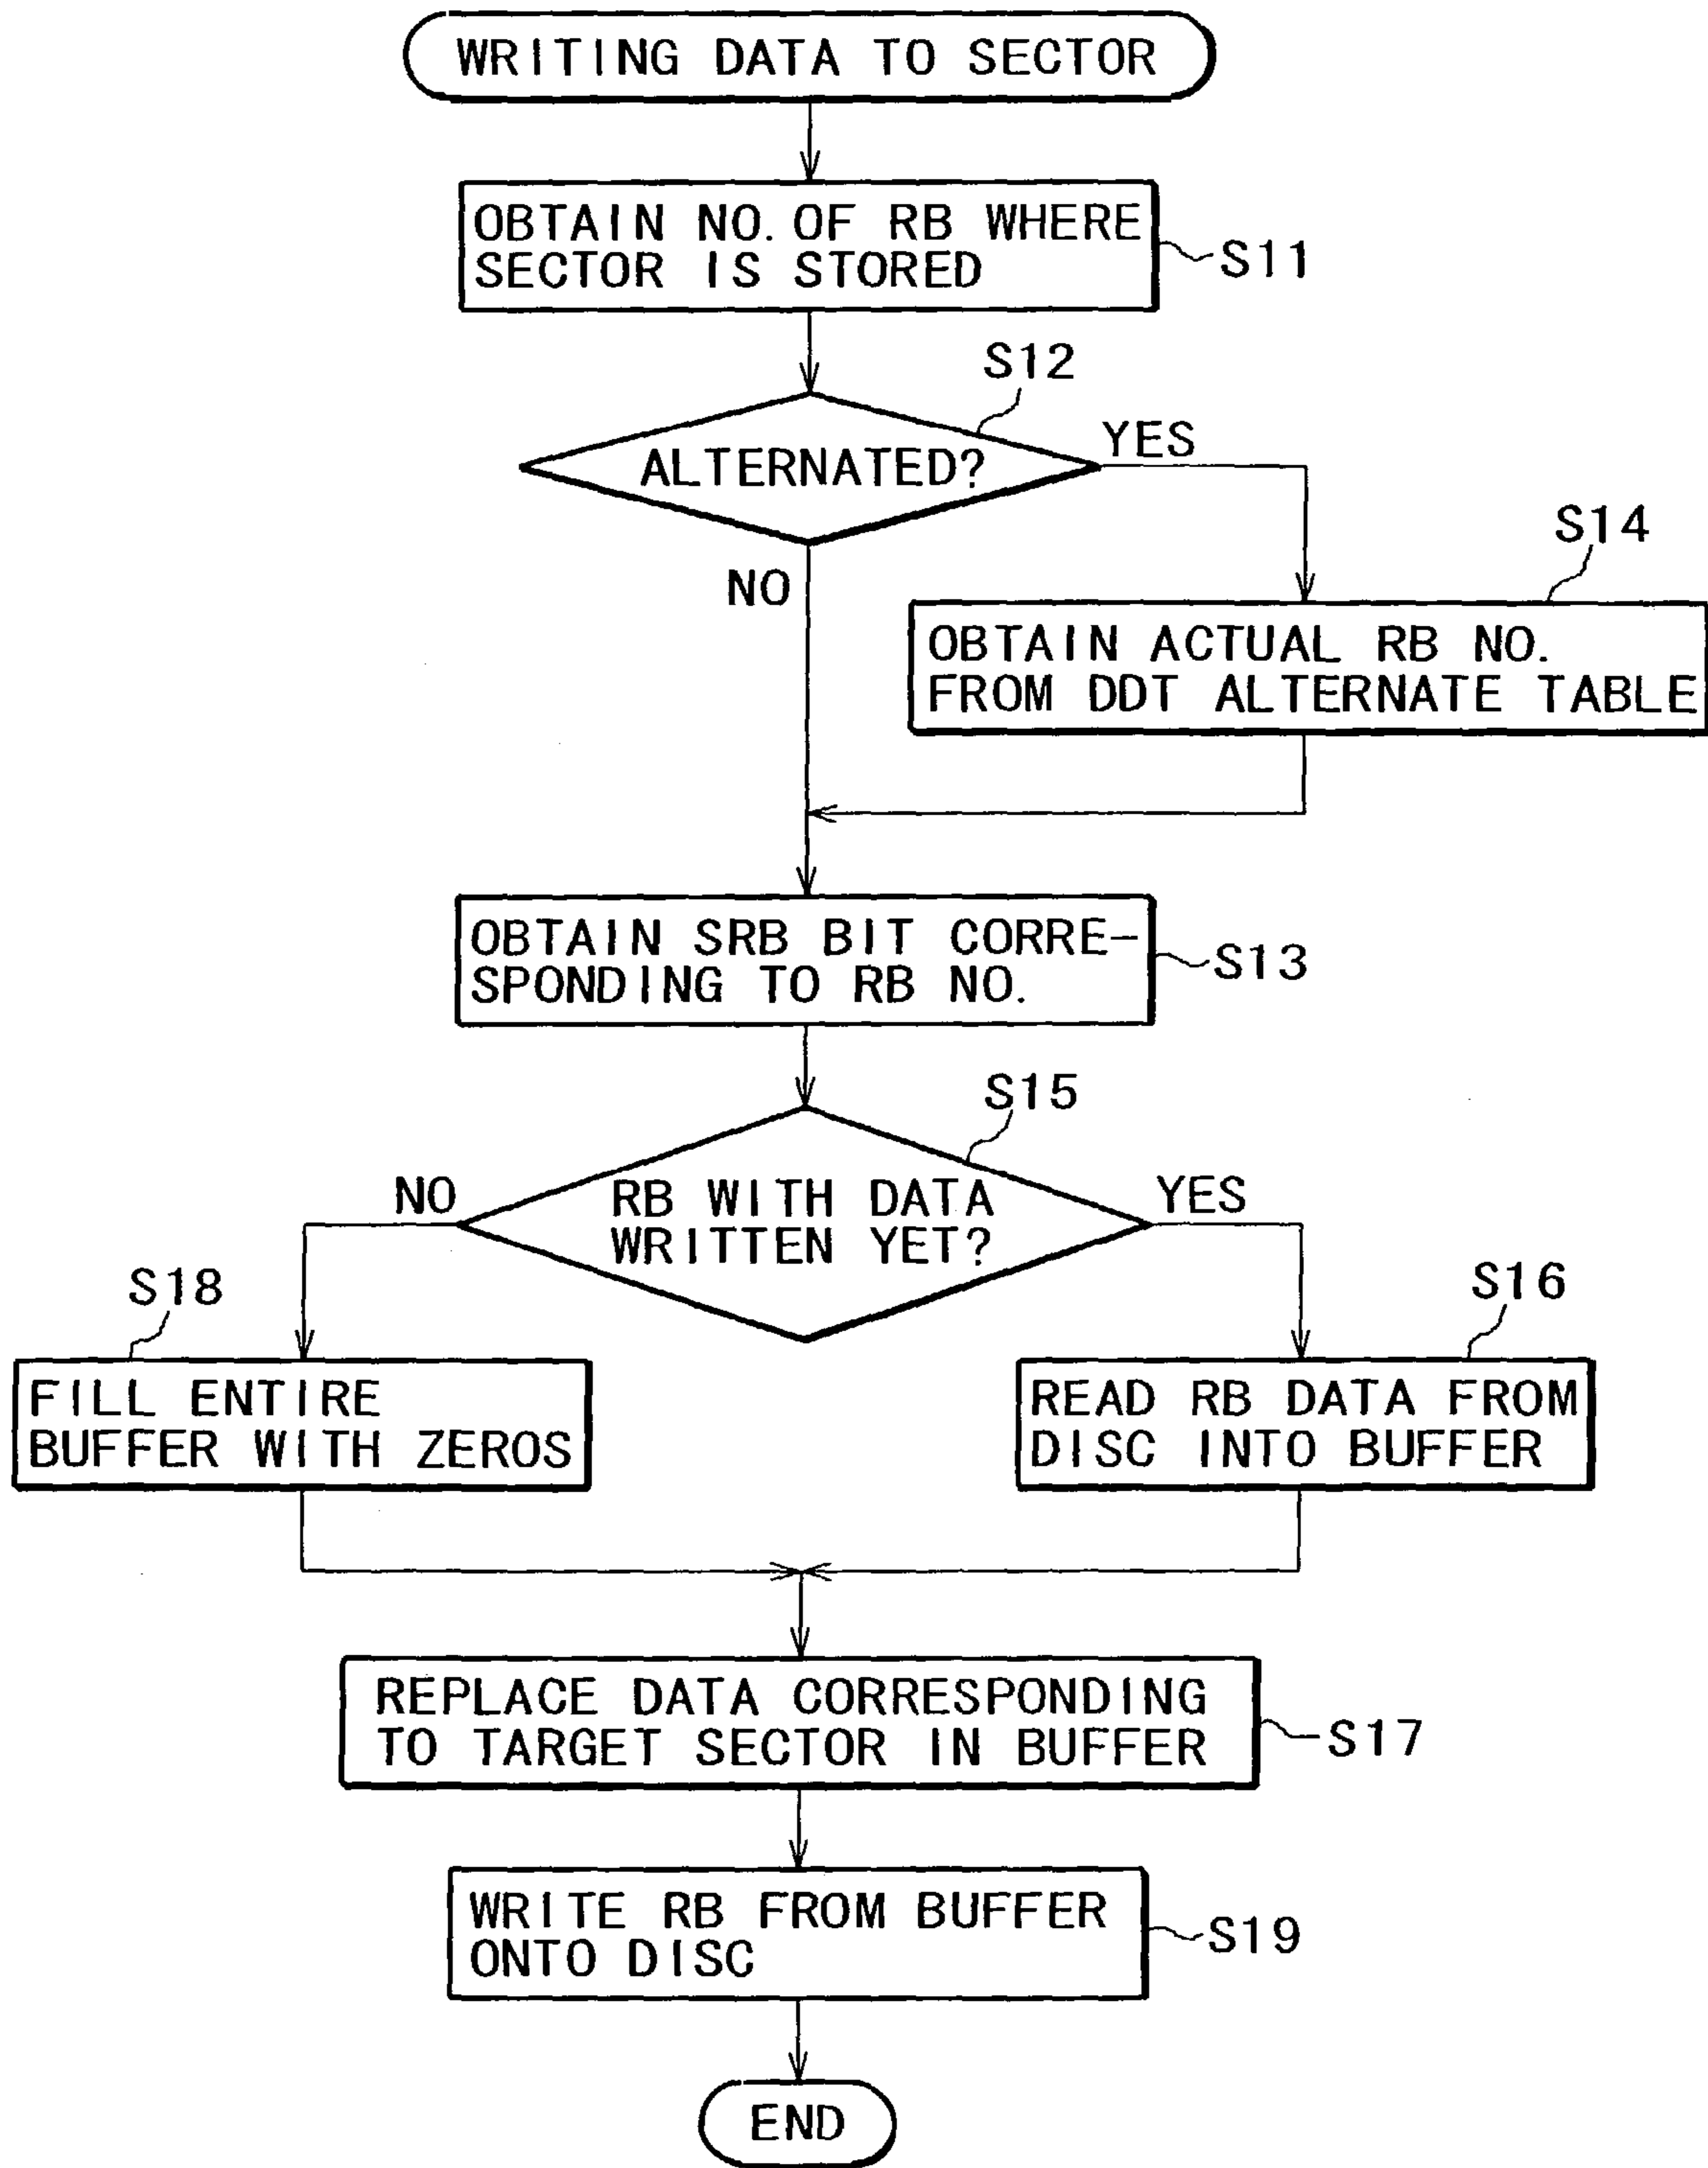 WRITING DATA TO SECTOR
OBTAIN NO. OF RB WHERE
SECTOR IS STORED
S11
S12
ALTERNATED?
YES
NO
S14
OBTAIN ACTUAL RB NO.
FROM DDT ALTERNATE TABLE
OBTAIN SRB BIT CORRE-
SPONDING TO RB NO.
S13
S15
RB WITH DATA
WRITTEN YET?
NO
YES
S18
FILL ENTIRE
BUFFER WITH ZEROS
S16
READ RB DATA FROM
DISC INTO BUFFER
REPLACE DATA CORRESPONDING
TO TARGET SECTOR IN BUFFER
S17
WRITE RB FROM BUFFER
ONTO DISC
S19
END